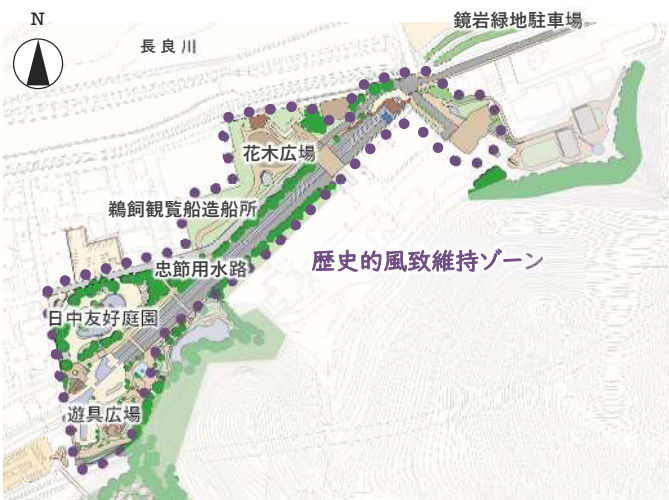 鏡岩緑地駐車場
N
長良川
花木広場
鵜飼観覧船造船所
歴史的風致維持ゾーン
忠節用水路
日中友好庭園
遊具広場